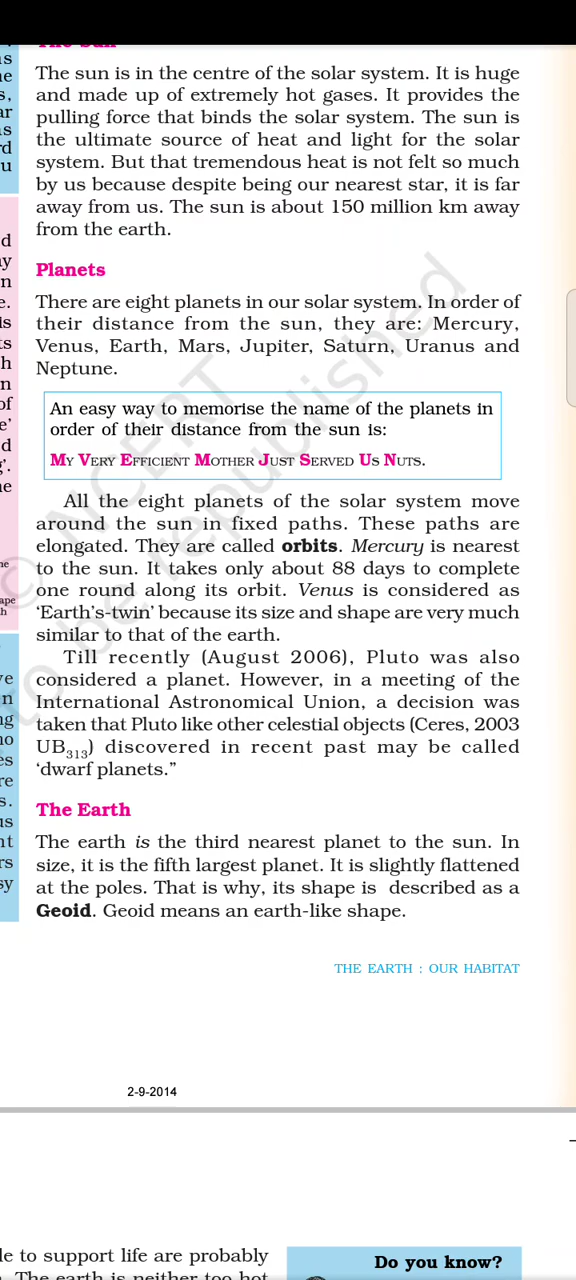 The Sun
The sun is in the centre of the solar system. It is huge
and made up of extremely hot gases. It provides the
pulling force that binds the solar system. The sun is
the ultimate source of heat and light for the solar
system. But that tremendous heat is not felt so much
by us because despite being our nearest star, it is far
away from us. The sun is about 150 million km away
from the earth.
Planets
There are eight planets in our solar system. In order of
their distance from the sun, they are: Mercury,
Venus, Earth, Mars, Jupiter, Saturn, Uranus and
Neptune.
An easy way to memorise the name of the planets in
order of their distance from the sun is:
MY VERY EFFICIENT MOTHER JUST SERVED US NUTS.
All the eight planets of the solar system move
around the sun in fixed paths. These paths are
elongated. They are called orbits. Mercury is nearest
to the sun. It takes only about 88 days to complete
one round along its orbit. Venus is considered as
‘Earth’s-twin’ because its size and shape are very much
similar to that of the earth.
Till recently (August 2006), Pluto was also
considered a planet. However, in a meeting of the
International Astronomical Union, a decision was
taken that Pluto like other celestial objects (Ceres, 2003
UB313) discovered in recent past may be called
‘dwarf planets.”
The Earth
The earth is the third nearest planet to the sun. In
size, it is the fifth largest planet. It is slightly flattened
at the poles. That is why, its shape is described as a
Geoid. Geoid means an earth-like shape.
THE EARTH : OUR HABITAT
2-9-2014
© NCERT
to be republished
to support life are probably
The earth is neither too hot
Do you know?